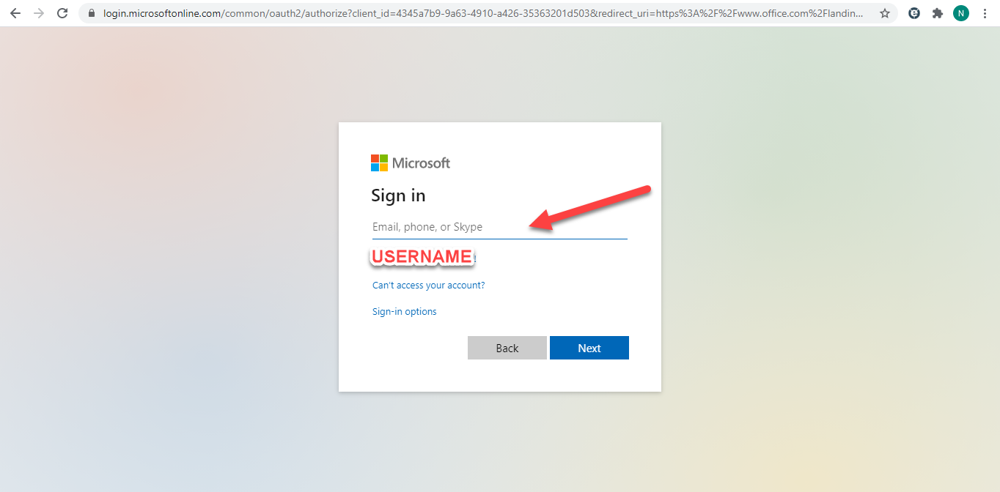 login.microsoftonline.com/common/oauth2/authorize?client_id=4345a7b9-9a63-4910-a426-35363201d503&redirect_uri=https%3A%2F%2Fwww.office.com%2Flandin...
N
Microsoft
Sign in
Email, phone, or Skype
USERNAME!
Can't access your account?
Sign-in options
Back
Next